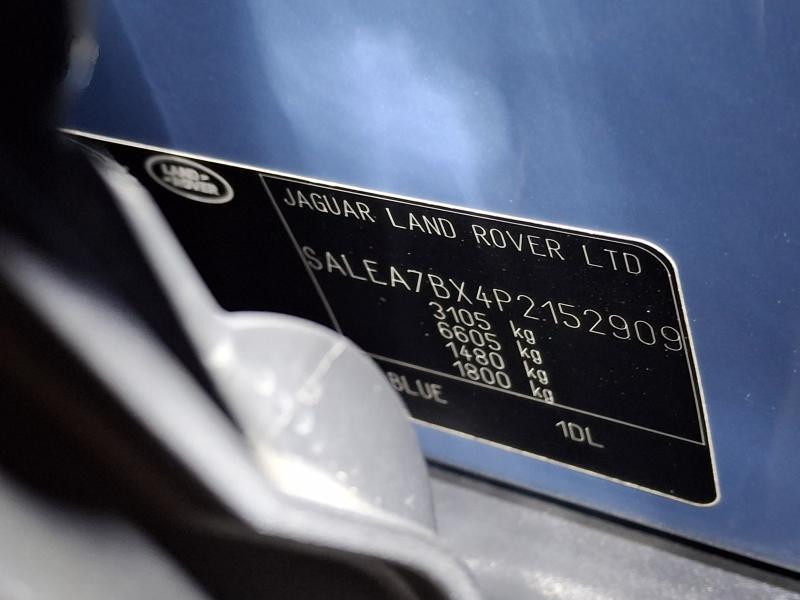 LAND-
ROVER
JAGUAR LAND ROVER LTD
SALEA7BX4P2152909
3105 kg
6605 kg
1480 kg
1800 kg
BLUE
1DL